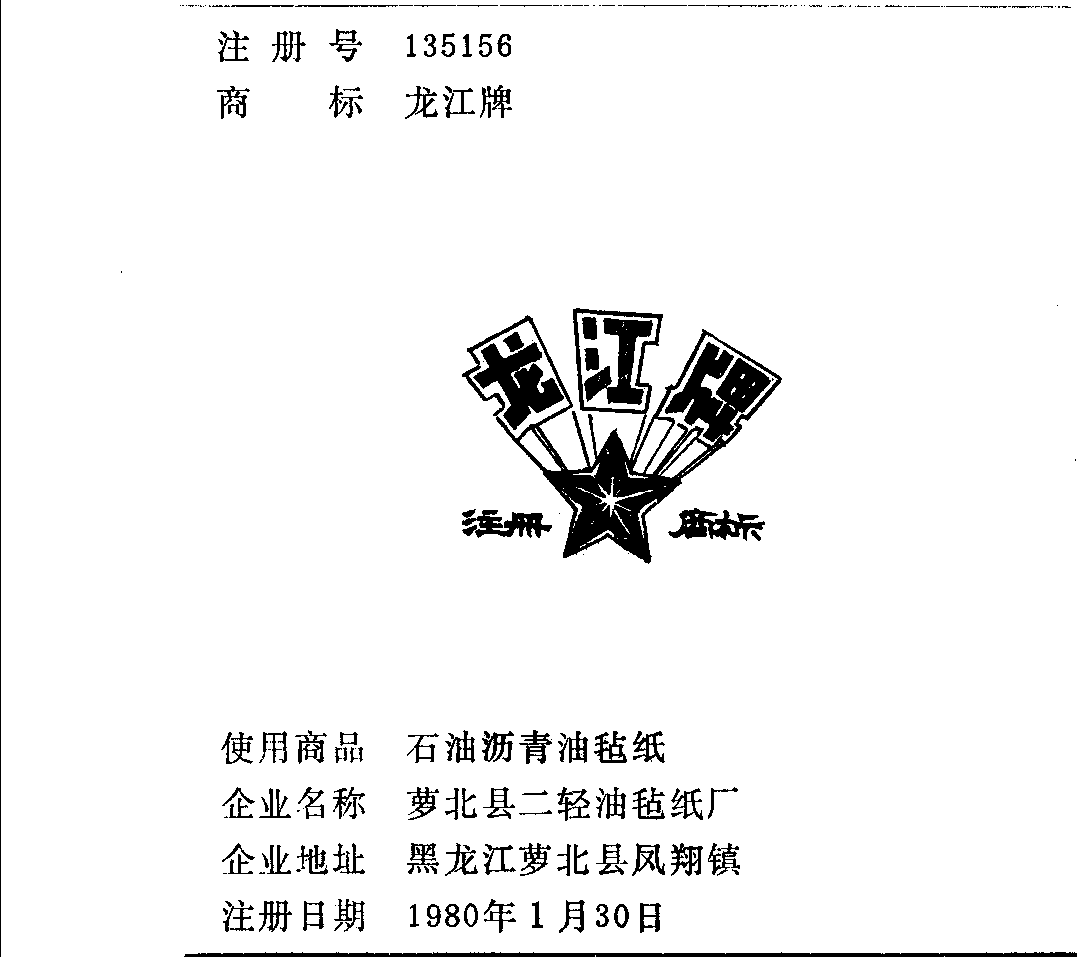 注册号 135156
商标 龙江牌
龙江牌
注册 商标
使用商品 石油沥青油毡纸
企业名称 萝北县二轻油毡纸厂
企业地址 黑龙江萝北县凤翔镇
注册日期 1980年1月30日